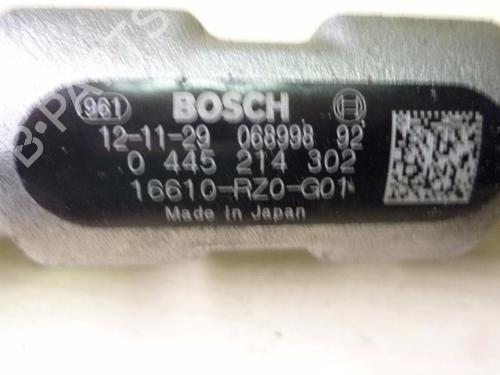 961 BOSCH
12-11-29 068998 92
0 445 214 302
16610-RZ0-G01
Made in Japan
B-PARTS